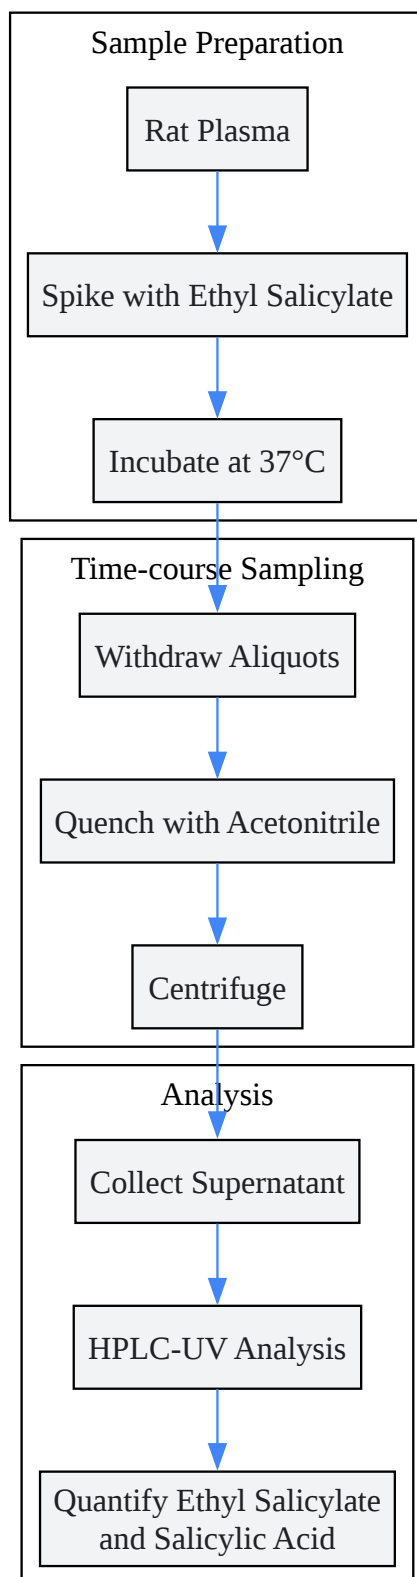 Sample Preparation
Rat Plasma
Spike with Ethyl Salicylate
Incubate at 37°C
Time-course Sampling
Withdraw Aliquots
Quench with Acetonitrile
Centrifuge
Analysis
Collect Supernatant
HPLC-UV Analysis
Quantify Ethyl Salicylate
and Salicylic Acid